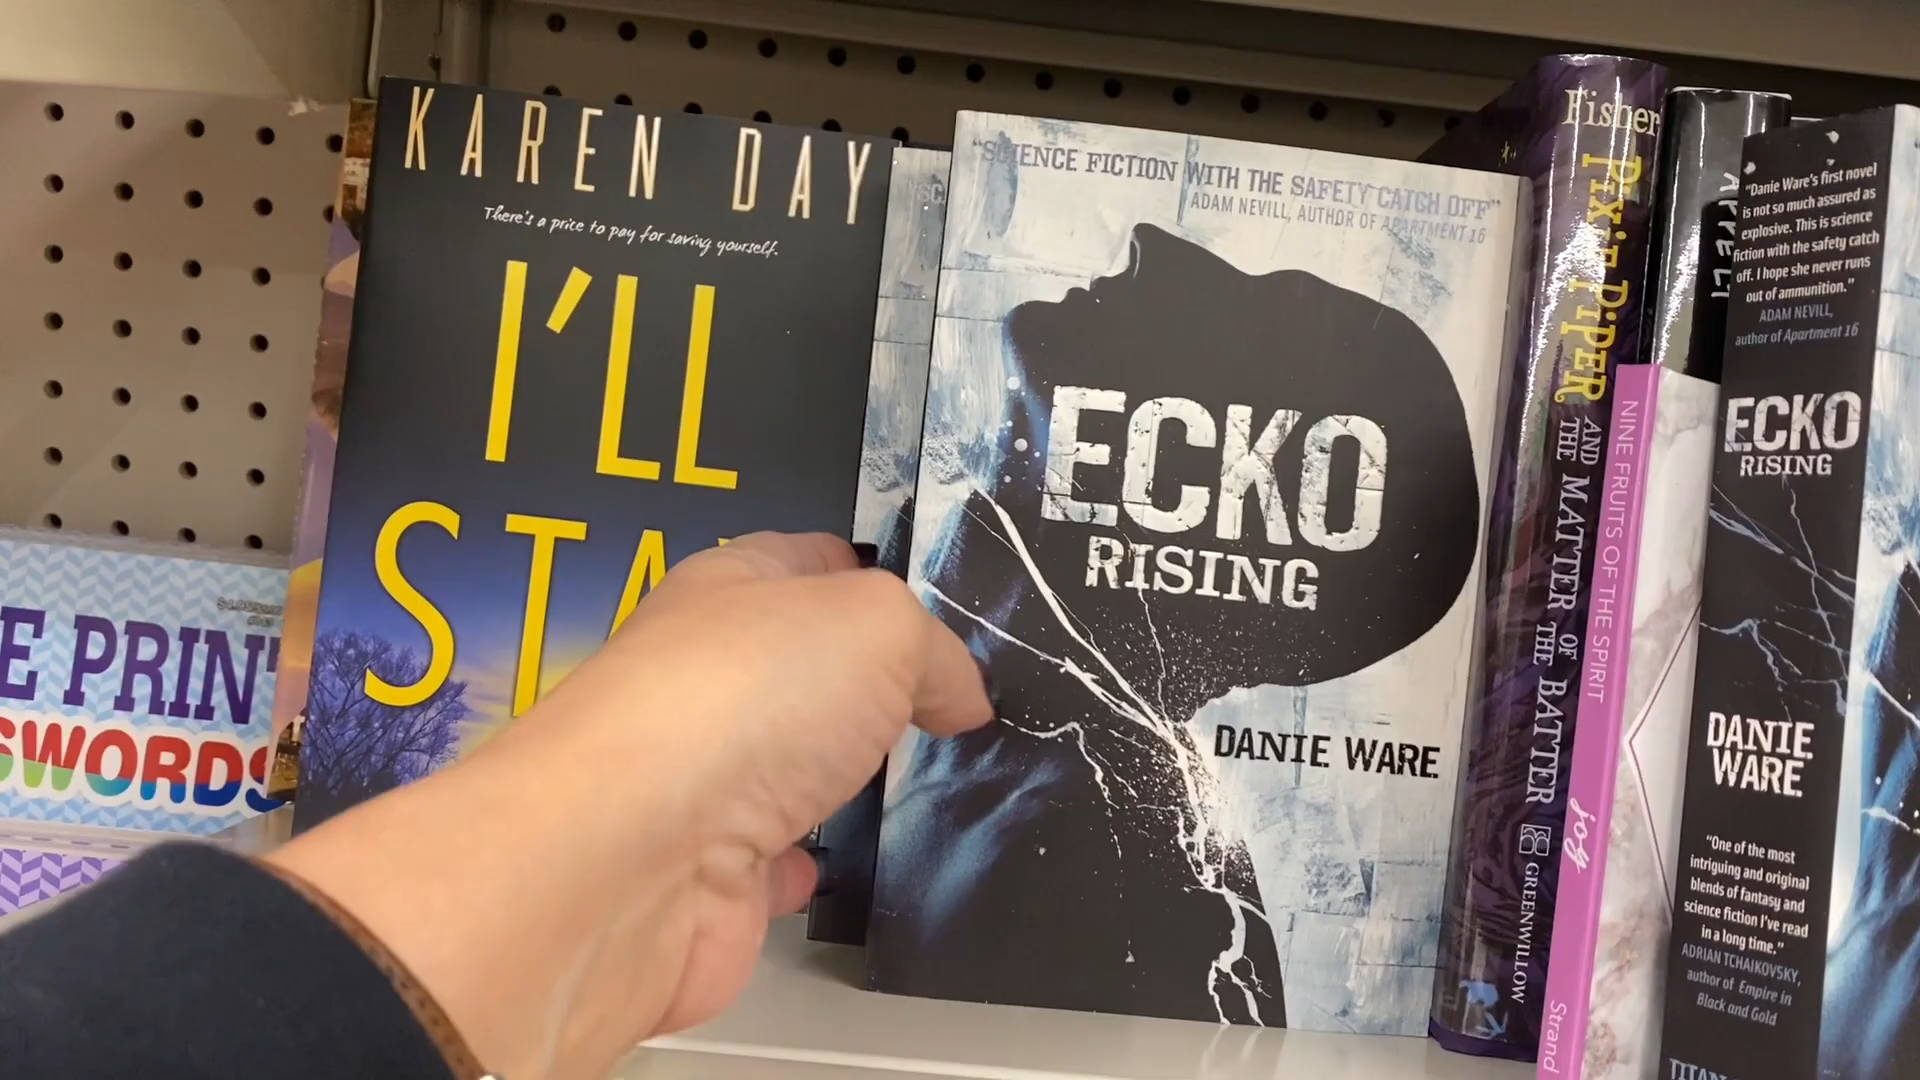 KAREN DAY
There's a price to pay for saving yourself.
I'LL
STAY
E PRINT
SWORDS
"SCIENCE FICTION WITH THE SAFETY CATCH OFF"
ADAM NEVILL, AUTHOR OF APARTMENT 16
ECKO
RISING
DANIE WARE
Fisher
PIXIE PIPER
AND THE MATTER OF THE BATTER
GREENWILLOW
NINE FRUITS OF THE SPIRIT
joy
Strand
"Danie Ware's first novel
is not so much assured as
explosive. This is science
fiction with the safety catch
off. I hope she never runs
out of ammunition."
ADAM NEVILL,
author of Apartment 16
ECKO
RISING
DANIE
WARE
"One of the most
intriguing and original
blends of fantasy and
science fiction I've read
in a long time."
ADRIAN TCHAIKOVSKY,
author of Empire in
Black and Gold
TITAN